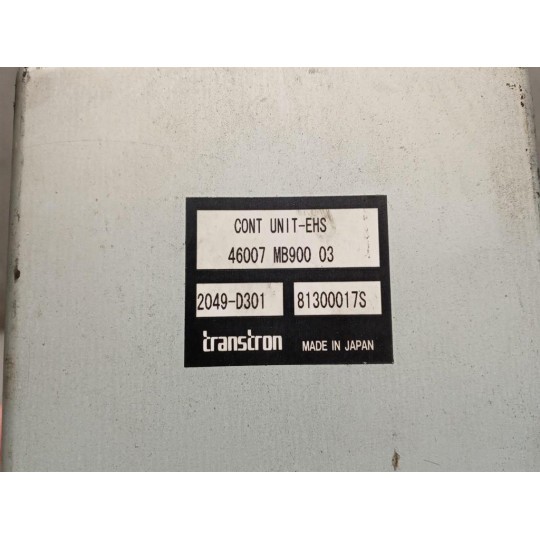 CONT UNIT-EHS
46007 MB900 03
2049-D301 81300017S
transtron MADE IN JAPAN